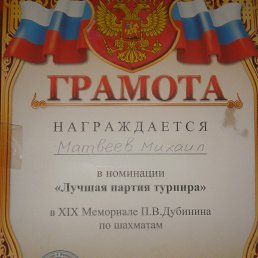 ГРАМОТА
НАГРАЖДАЕТСЯ
Матвеев Михаил
в номинации
«Лучшая партия турнира»
в XIX Мемориале П.В.Дубинина
по шахматам